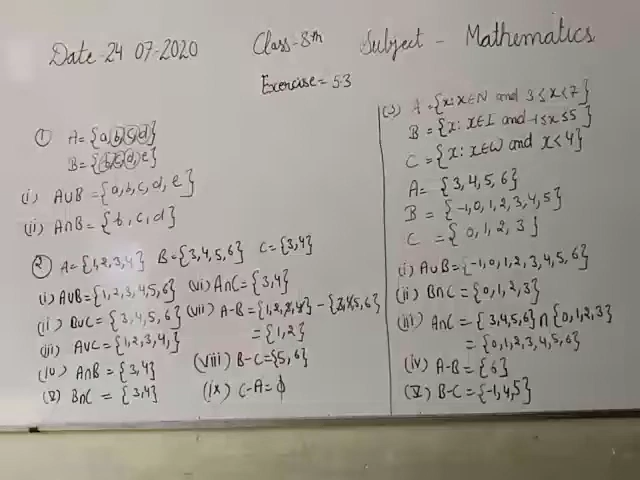 Date-24 07-2020 Class-8th Subject - Mathematics
Exercise = 5.3
① A={a,b,c,d}
B={b,c,d,e}
(i) A∪B ={a,b,c,d,e}
(ii) A∩B={b,c,d}
② A={1,2,3,4} B={3,4,5,6} C={3,4}
(i) A∪B={1,2,3,4,5,6}
(ii) B∪C={3,4,5,6}
(iii) A∪C={1,2,3,4,}
(iv) A∩B={3,4}
(v) B∩C = {3,4}
(vi) A∩C={3,4}
(vii) A-B={1,2,3,4} - {3,4,5,6}
={1,2}
(viii) B-C={5,6}
(ix) C-A=ϕ
(3) A={x:x∈N and 3≤x<7}
B={x: x∈I and -1≤x≤5}
C={x: x∈W and x<4}
A= {3,4,5,6}
B = {-1,0,1,2,3,4,5}
C = {0,1,2,3}
(i) A∪B={-1,0,1,2,3,4,5,6}
(ii) B∩C ={0,1,2,3}
(iii) A∩C = {3,4,5,6}∩{0,1,2,3}
={0,1,2,3,4,5,6}
(iv) A-B={6}
(v) B-C={-1,4,5}